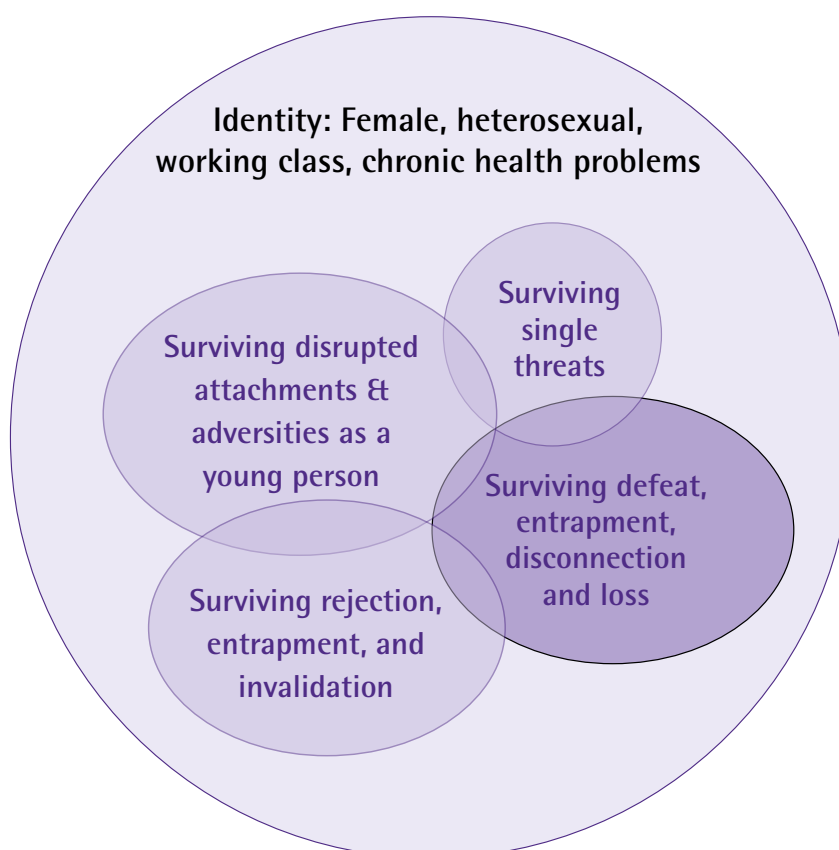 Identity: Female, heterosexual,
working class, chronic health problems
Surviving
single
threats
Surviving disrupted
attachments &
adversities as a
young person
Surviving defeat,
entrapment,
disconnection
and loss
Surviving rejection,
entrapment, and
invalidation